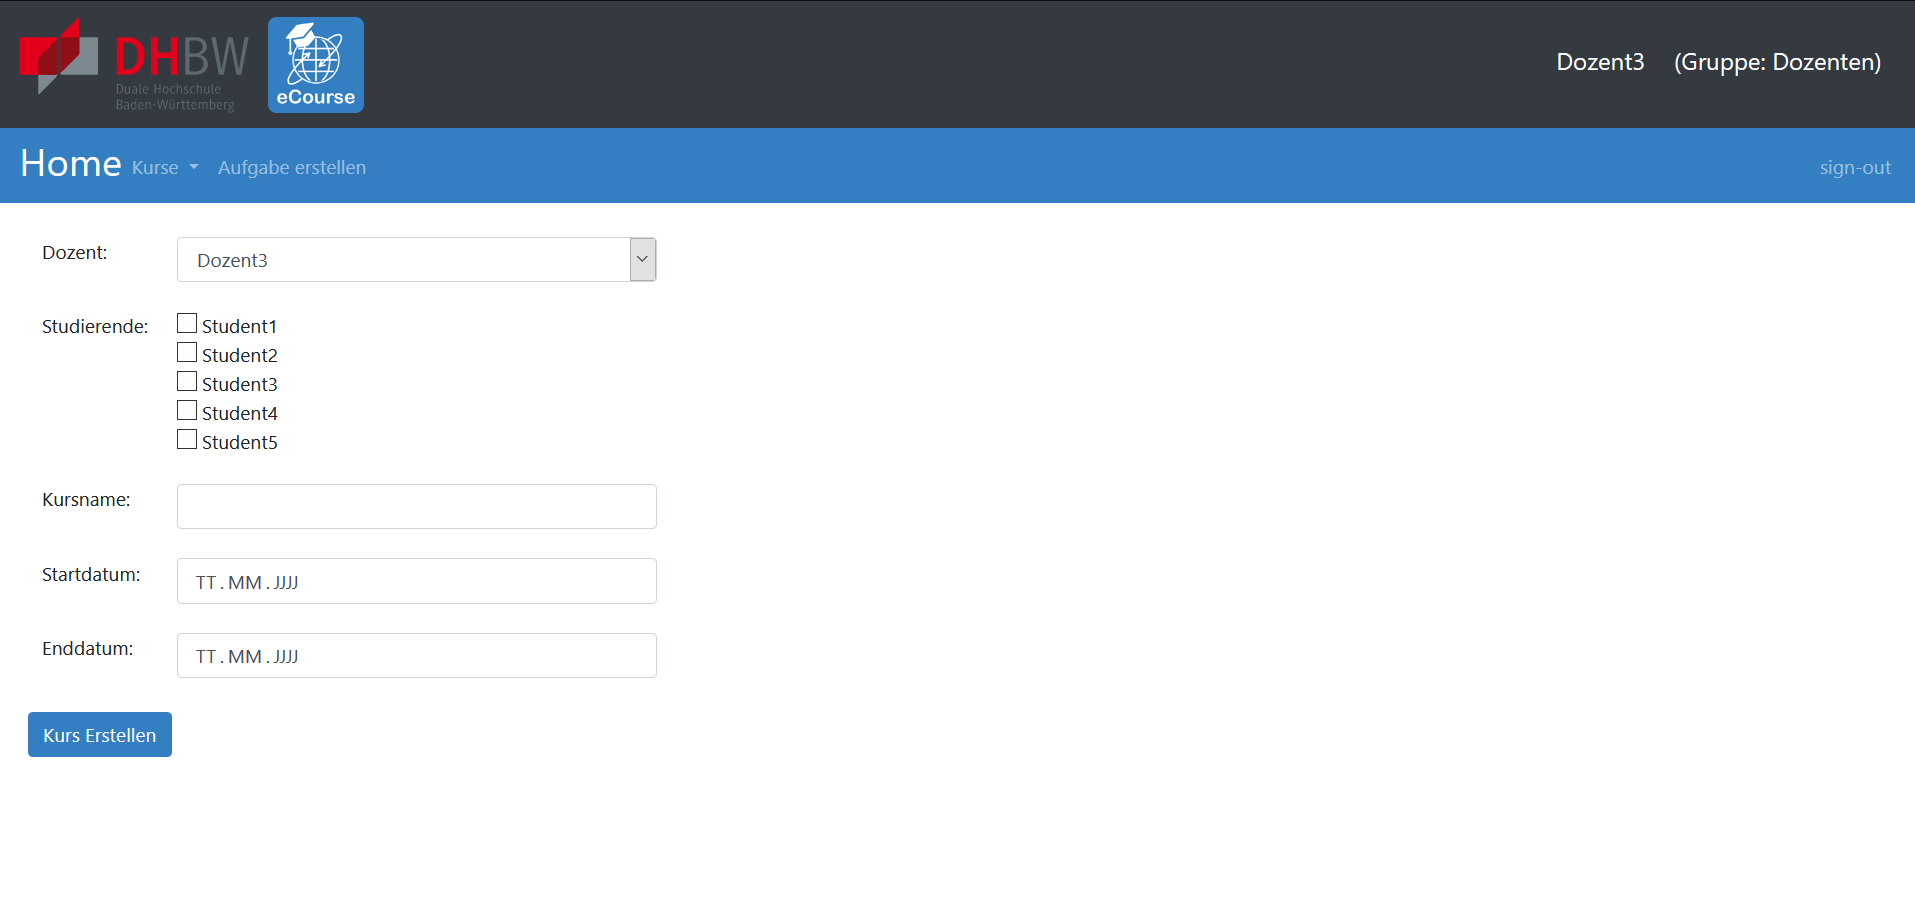 DHBW
Duale Hochschule
Baden-Württemberg
eCourse
Dozent3 (Gruppe: Dozenten)
Home Kurse Aufgabe erstellen sign-out
Dozent: Dozent3
Studierende: Student1
Student2
Student3
Student4
Student5
Kursname:
Startdatum: TT . MM . JJJJ
Enddatum: TT . MM . JJJJ
Kurs Erstellen